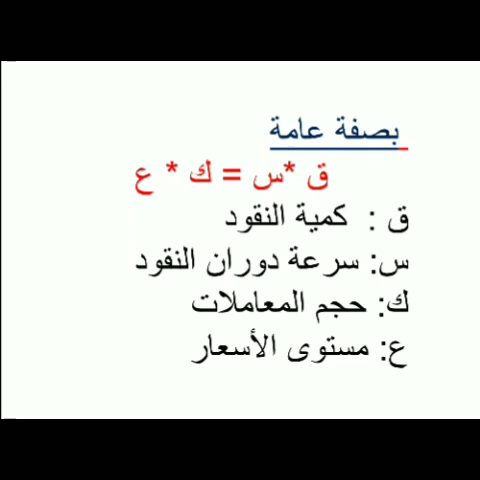 بصفة عامة
ق *س = ك * ع
ق : كمية النقود
س: سرعة دوران النقود
ك: حجم المعاملات
ع: مستوى الأسعار